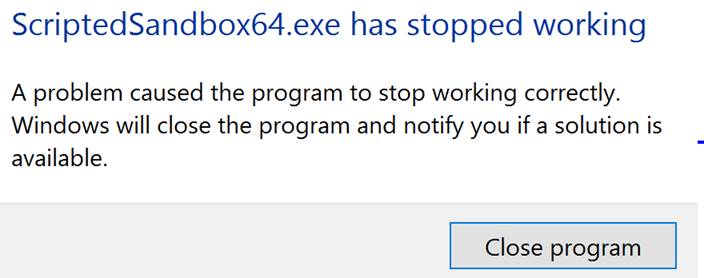 ScriptedSandbox64.exe has stopped working
A problem caused the program to stop working correctly.
Windows will close the program and notify you if a solution is
available.
Close program